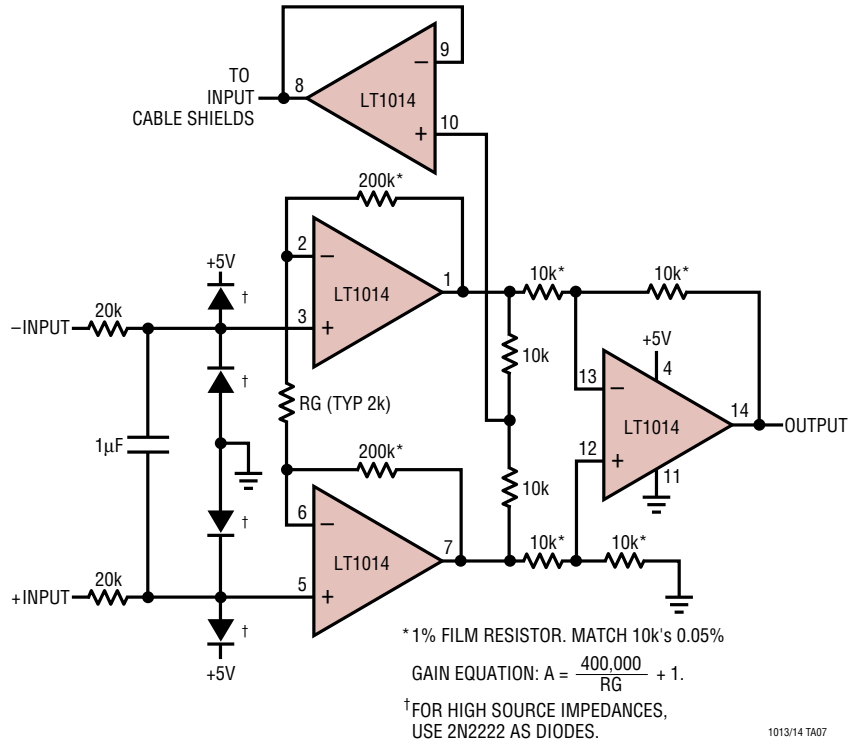 TO
INPUT
CABLE SHIELDS
8
9
−
LT1014
10
+
200k*
2
−
LT1014
1
3
+
+5V
†
20k
−INPUT
†
1µF
RG (TYP 2k)
200k*
†
6
−
LT1014
7
5
+
20k
+INPUT
†
+5V
10k*
10k*
10k
10k
+5V
4
13
−
LT1014
14
OUTPUT
12
+
11
10k*
10k*
*1% FILM RESISTOR. MATCH 10k's 0.05%
GAIN EQUATION: A = 400,000
RG
+ 1.
†FOR HIGH SOURCE IMPEDANCES,
USE 2N2222 AS DIODES.
1013/14 TA07